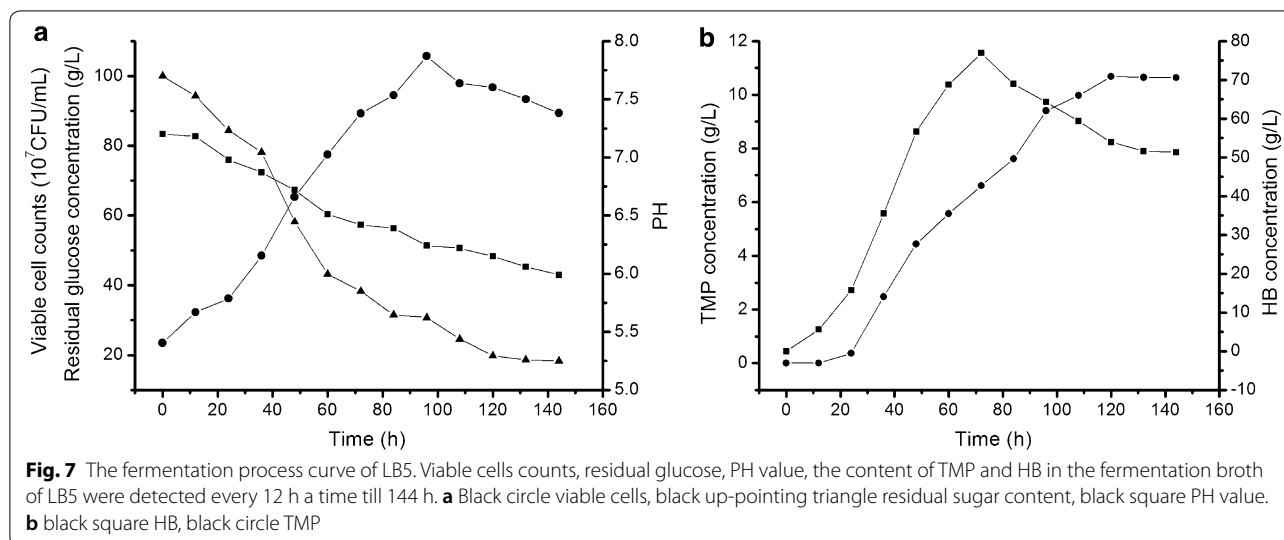 a
Viable cell counts (10⁷CFU/mL)
Residual glucose concentration (g/L)
100
80
60
40
20
8.0
7.5
7.0
6.5
6.0
5.5
5.0
PH
0 20 40 60 80 100 120 140 160
Time (h)
b
TMP concentration (g/L)
12
10
8
6
4
2
0
80
70
60
50
40
30
20
10
0
-10
HB concentration (g/L)
0 20 40 60 80 100 120 140 160
Time (h)
Fig. 7 The fermentation process curve of LB5. Viable cells counts, residual glucose, PH value, the content of TMP and HB in the fermentation broth
of LB5 were detected every 12 h a time till 144 h. a Black circle viable cells, black up-pointing triangle residual sugar content, black square PH value.
b black square HB, black circle TMP